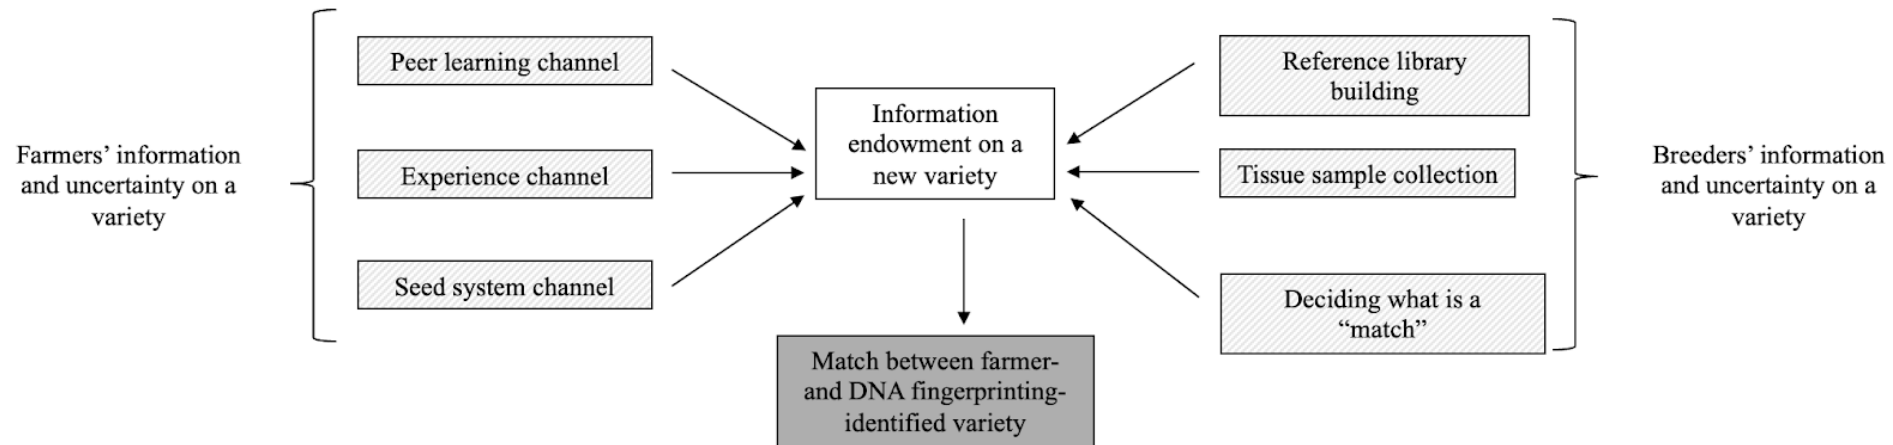 Farmers' information
and uncertainty on a
variety
Peer learning channel
Experience channel
Seed system channel
Information
endowment on a
new variety
Match between farmer-
and DNA fingerprinting-
identified variety
Reference library
building
Tissue sample collection
Deciding what is a
“match”
Breeders' information
and uncertainty on a
variety